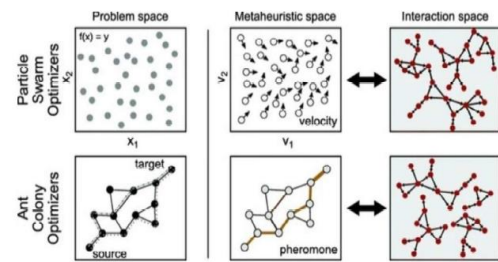 Problem space
Metaheuristic space
Interaction space
Particle
Swarm
Optimizers
f(x) = y
x2
x1
v2
velocity
v1
Ant
Colony
Optimizers
target
source
pheromone